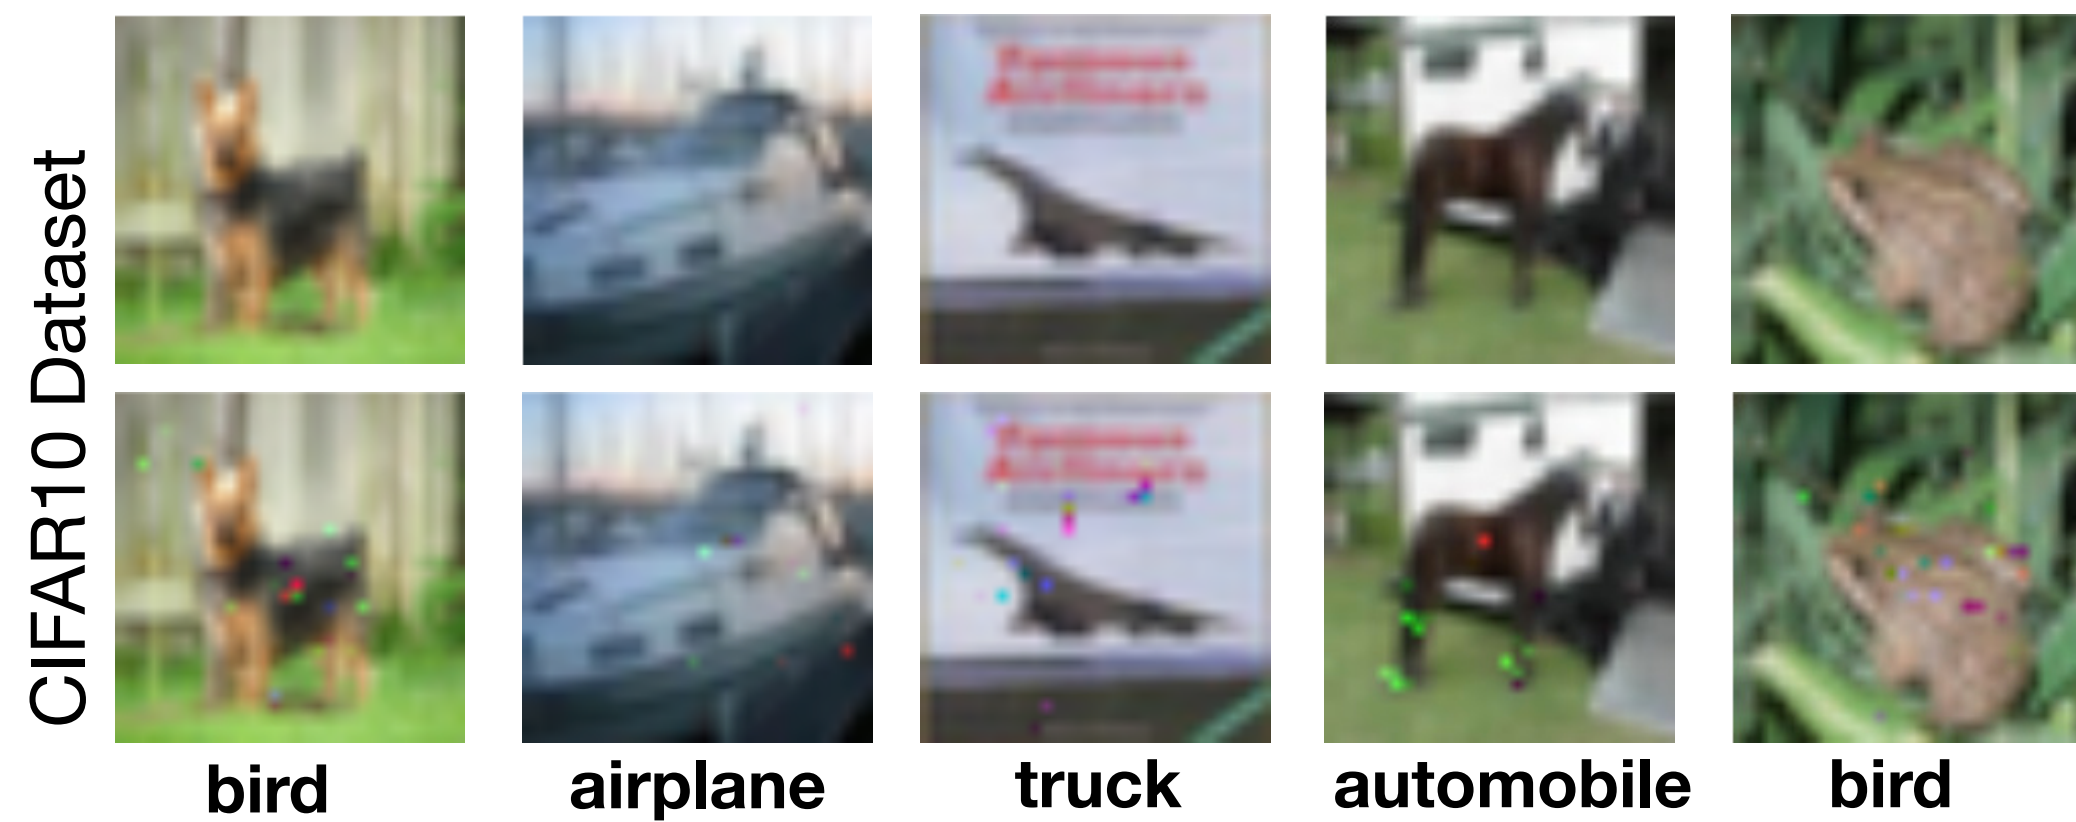 CIFAR10 Dataset
bird
airplane
truck
automobile
bird